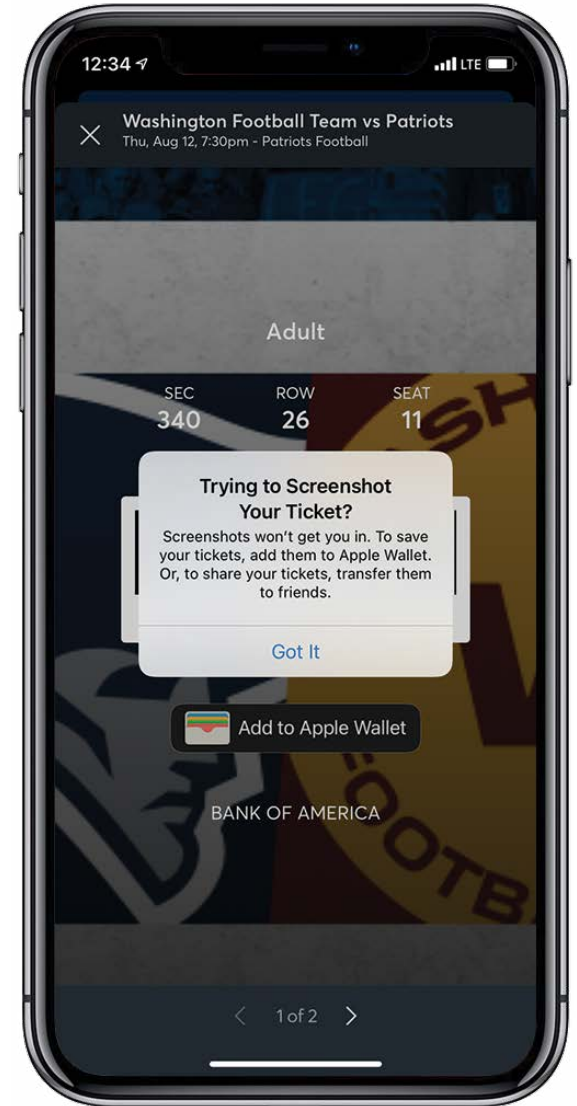 12:34
LTE
Washington Football Team vs Patriots
Thu, Aug 12, 7:30pm - Patriots Football
Adult
SEC ROW SEAT
340 26 11
Trying to Screenshot
Your Ticket?
Screenshots won't get you in. To save
your tickets, add them to Apple Wallet.
Or, to share your tickets, transfer them
to friends.
Got It
Add to Apple Wallet
BANK OF AMERICA
1 of 2